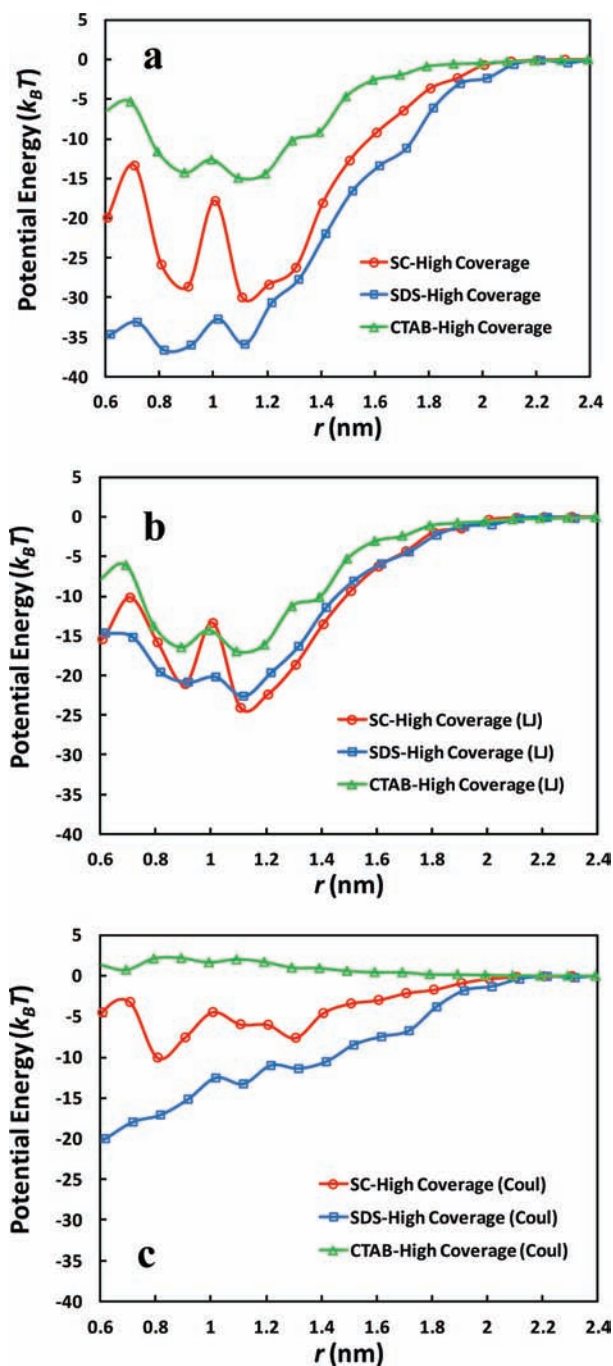 a
Potential Energy (kBT)
5
0
-5
-10
-15
-20
-25
-30
-35
-40
SC-High Coverage
SDS-High Coverage
CTAB-High Coverage
0.6 0.8 1 1.2 1.4 1.6 1.8 2 2.2 2.4
r (nm)
b
Potential Energy (kBT)
5
0
-5
-10
-15
-20
-25
-30
-35
-40
SC-High Coverage (LJ)
SDS-High Coverage (LJ)
CTAB-High Coverage (LJ)
0.6 0.8 1 1.2 1.4 1.6 1.8 2 2.2 2.4
r (nm)
Potential Energy (kBT)
5
0
-5
-10
-15
-20
-25
-30
-35
-40
SC-High Coverage (Coul)
SDS-High Coverage (Coul)
CTAB-High Coverage (Coul)
c
0.6 0.8 1 1.2 1.4 1.6 1.8 2 2.2 2.4
r (nm)